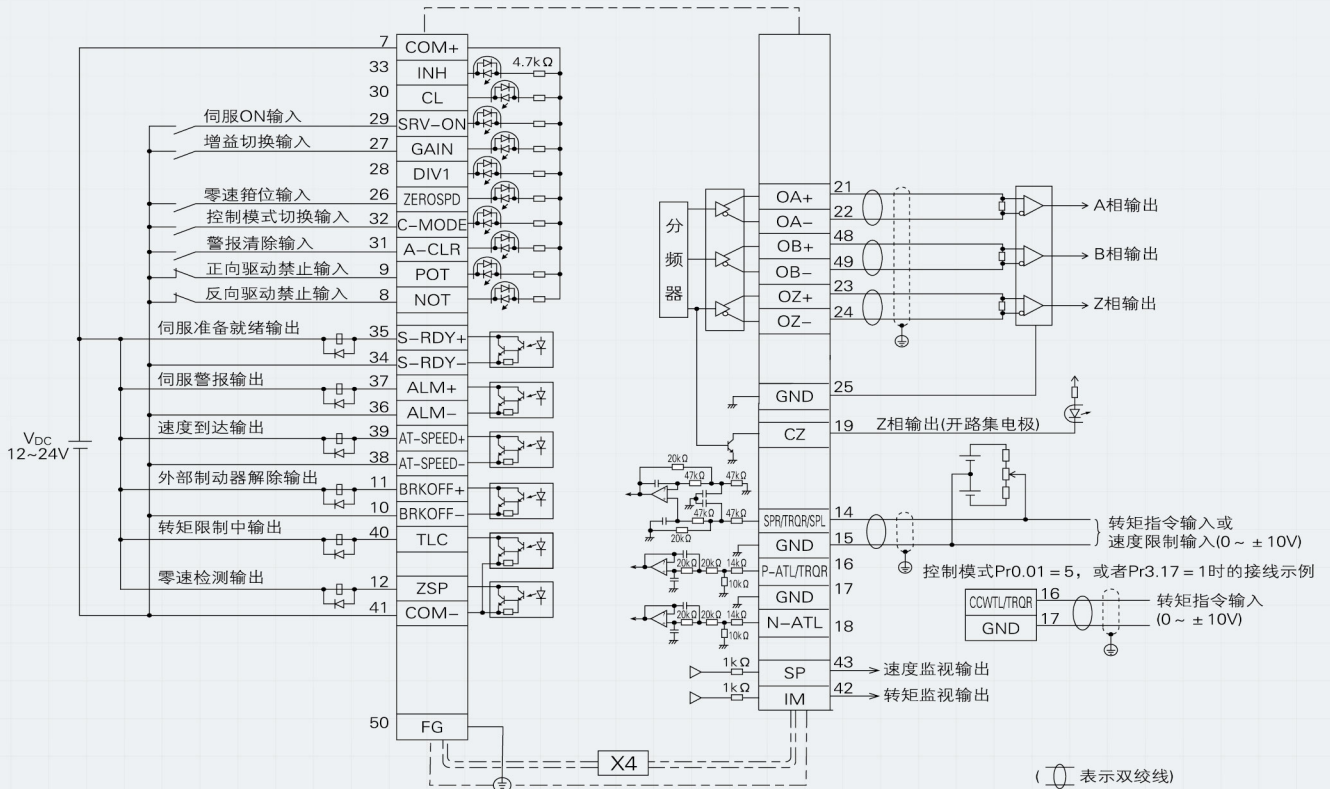 7 COM+
33 INH 4.7kΩ
30 CL
伺服ON输入 29 SRV-ON
增益切换输入 27 GAIN
28 DIV1
零速箝位输入 26 ZEROSPD
控制模式切换输入 32 C-MODE
警报清除输入 31 A-CLR
正向驱动禁止输入 9 POT
反向驱动禁止输入 8 NOT
伺服准备就绪输出 35 S-RDY+
34 S-RDY-
伺服警报输出 37 ALM+
36 ALM-
速度到达输出 39 AT-SPEED+
38 AT-SPEED-
外部制动器解除输出 11 BRKOFF+
10 BRKOFF-
转矩限制中输出 40 TLC
零速检测输出 12 ZSP
41 COM-
50 FG
VDC
12~24V
分频器
OA+ 21 A相输出
OA- 22
OB+ 48 B相输出
OB- 49
OZ+ 23 Z相输出
OZ- 24
GND 25
CZ 19 Z相输出(开路集电极)
20kΩ
47kΩ 47kΩ
47kΩ 47kΩ
20kΩ
SPR/TRQR/SPL 14 转矩指令输入或
GND 15 速度限制输入(0~±10V)
20kΩ 20kΩ 14kΩ P-ATL/TRQR 16
10kΩ
GND 17
20kΩ 20kΩ 14kΩ N-ATL 18
10kΩ
控制模式Pr0.01=5，或者Pr3.17=1时的接线示例
CCWTL/TRQR 16 转矩指令输入
GND 17 (0~±10V)
1kΩ SP 43 速度监视输出
1kΩ IM 42 转矩监视输出
X4
( 表示双绞线)